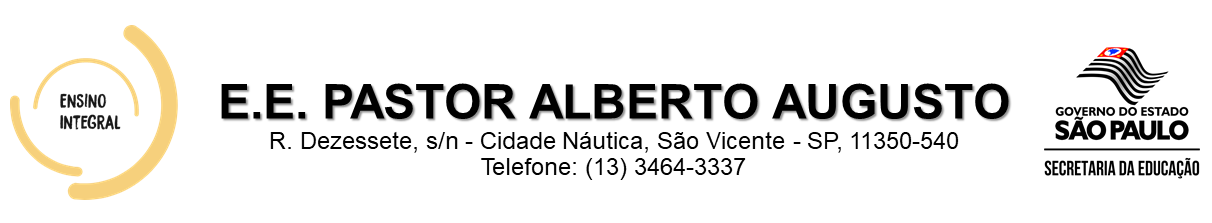 ENSINO
INTEGRAL
E.E. PASTOR ALBERTO AUGUSTO
R. Dezessete, s/n - Cidade Náutica, São Vicente - SP, 11350-540
Telefone: (13) 3464-3337
GOVERNO DO ESTADO
SÃO PAULO
SECRETARIA DA EDUCAÇÃO